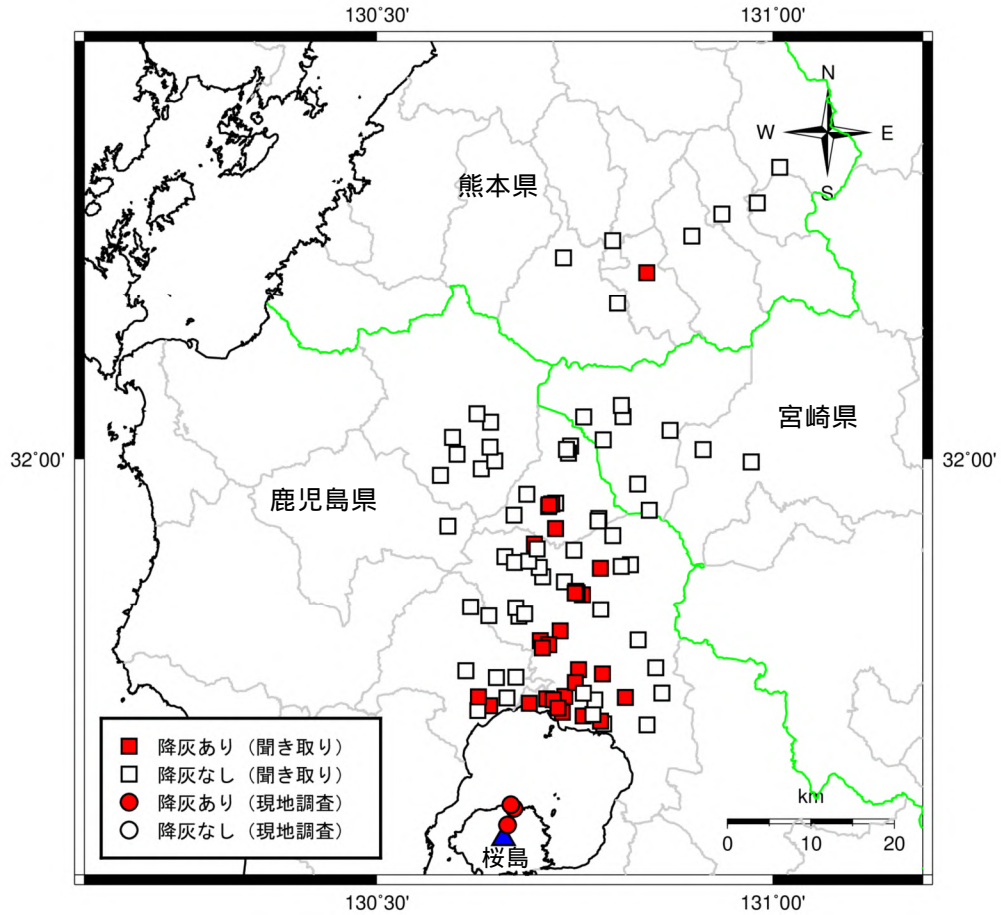 130°30'
131°00'
N
W
E
S
熊本県
宮崎県
32°00'
32°00'
鹿児島県
降灰あり（聞き取り）
降灰なし（聞き取り）
降灰あり（現地調査）
降灰なし（現地調査）
km
0
10
20
桜島
130°30'
131°00'